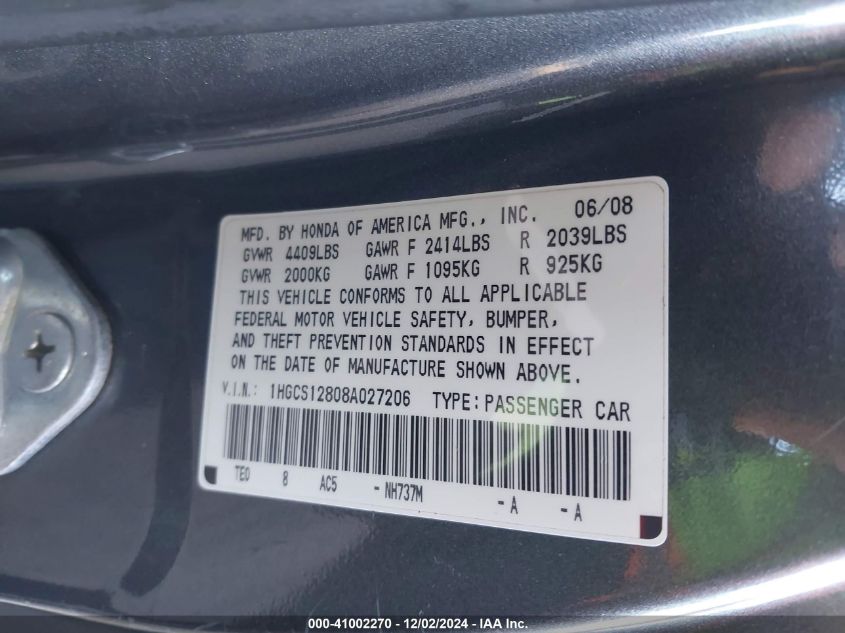 MFD. BY HONDA OF AMERICA MFG., INC. 06/08
GVWR 4409LBS GAWR F 2414LBS R 2039LBS
GVWR 2000KG GAWR F 1095KG R 925KG
THIS VEHICLE CONFORMS TO ALL APPLICABLE
FEDERAL MOTOR VEHICLE SAFETY, BUMPER,
AND THEFT PREVENTION STANDARDS IN EFFECT
ON THE DATE OF MANUFACTURE SHOWN ABOVE.
V.I.N.: 1HGCS12808A027206 TYPE: PASSENGER CAR
TE0 8 AC5 - NH737M - A - A
000-41002270 - 12/02/2024 - IAA Inc.